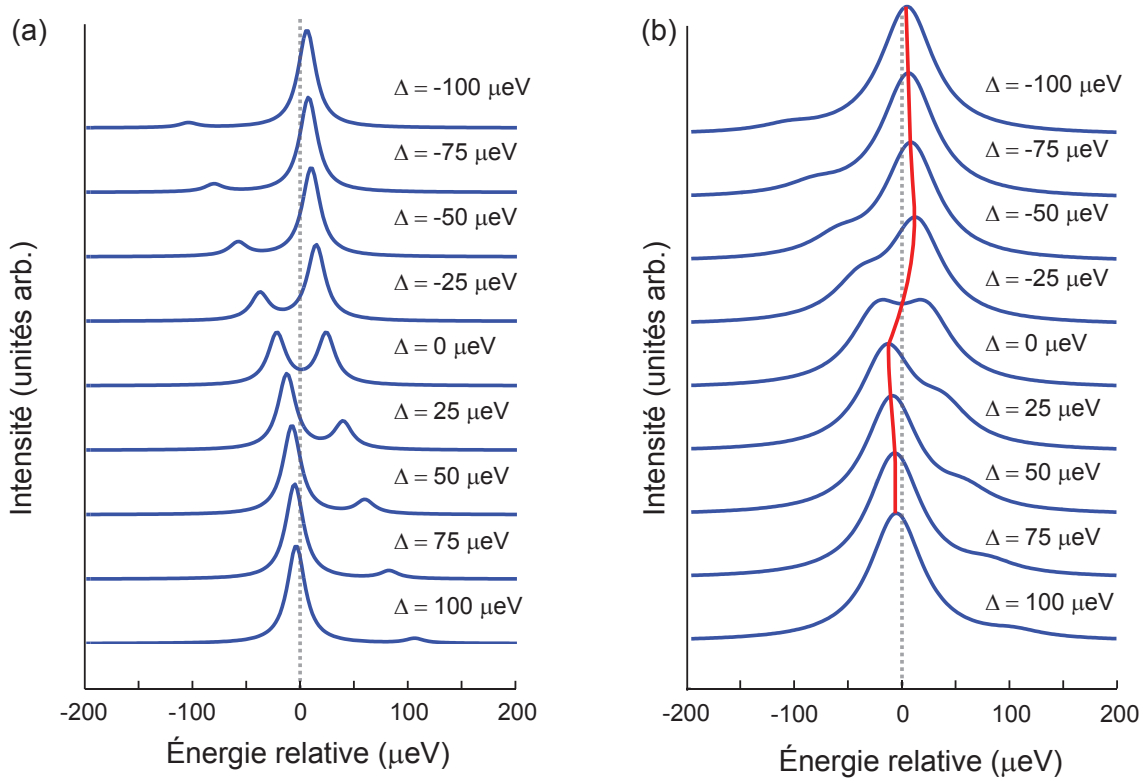 (a)
Δ = -100 µeV
Δ = -75 µeV
Δ = -50 µeV
Δ = -25 µeV
Δ = 0 µeV
Δ = 25 µeV
Δ = 50 µeV
Δ = 75 µeV
Δ = 100 µeV
Intensité (unités arb.)
-200
-100
0
100
200
Énergie relative (µeV)
(b)
Δ = -100 µeV
Δ = -75 µeV
Δ = -50 µeV
Δ = -25 µeV
Δ = 0 µeV
Δ = 25 µeV
Δ = 50 µeV
Δ = 75 µeV
Δ = 100 µeV
Intensité (unités arb.)
-200
-100
0
100
200
Énergie relative (µeV)